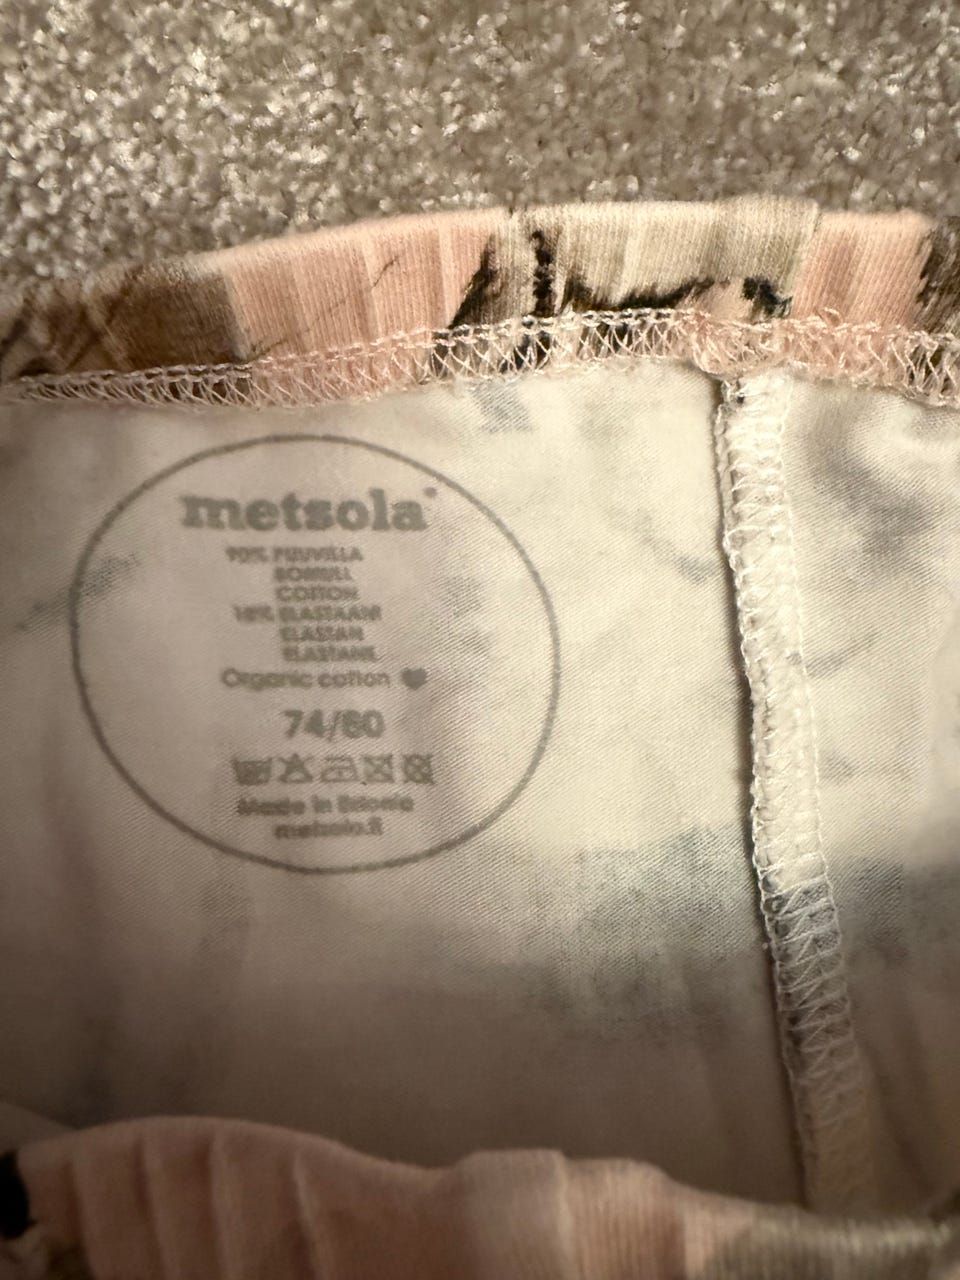 metsola
90% PUUVILLA
BOMULL
COTTON
10% ELASTAANI
ELASTAN
ELASTANE
Organic cotton
74/80
Made in Estonia
metsola.fi